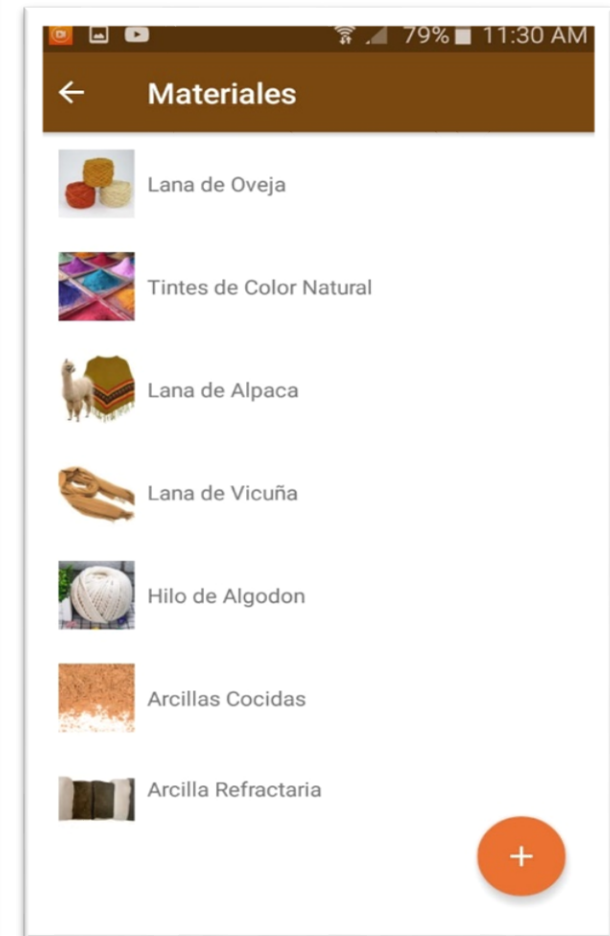 79% 11:30 AM
Materiales
Lana de Oveja
Tintes de Color Natural
Lana de Alpaca
Lana de Vicuña
Hilo de Algodon
Arcillas Cocidas
Arcilla Refractaria
+